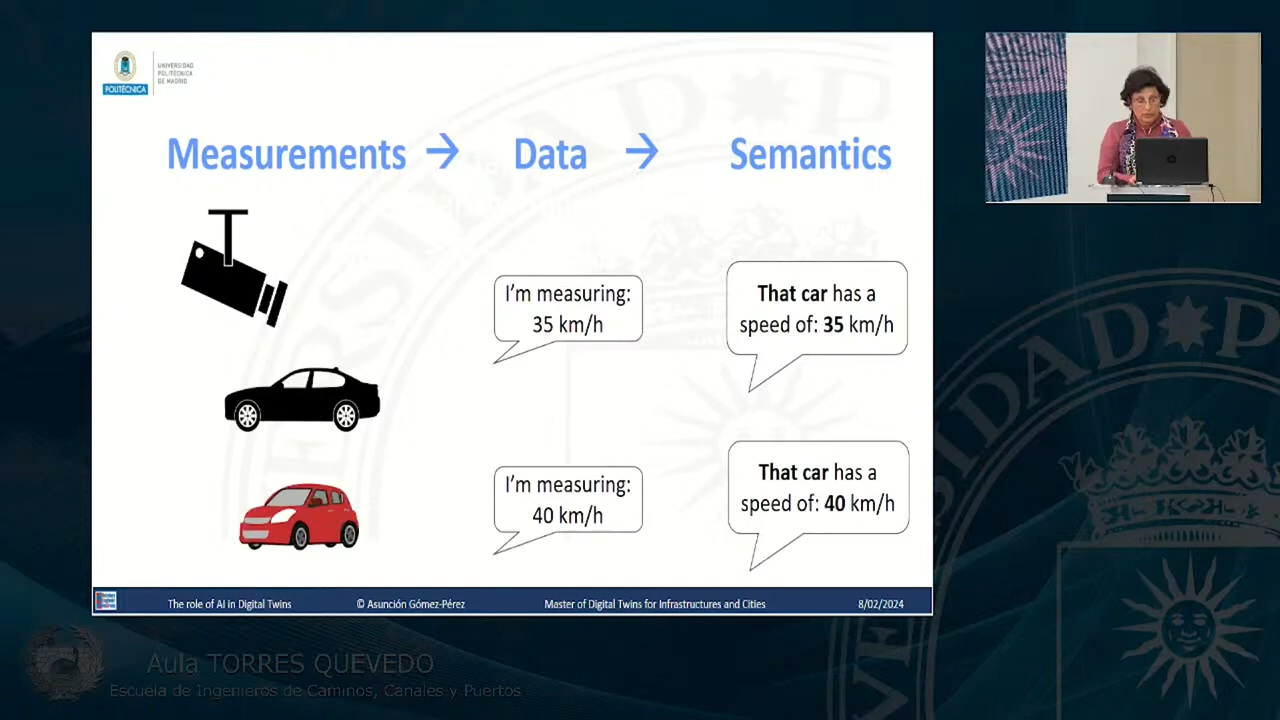 UNIVERSIDAD
POLITÉCNICA
DE MADRID
POLITÉCNICA
Measurements → Data → Semantics
I'm measuring:
35 km/h
That car has a
speed of: 35 km/h
I'm measuring:
40 km/h
That car has a
speed of: 40 km/h
The role of AI in Digital Twins
© Asunción Gómez-Pérez
Master of Digital Twins for Infrastructures and Cities
8/02/2024
Aula TORRES QUEVEDO
Escuela de Ingenieros de Caminos, Canales y Puertos